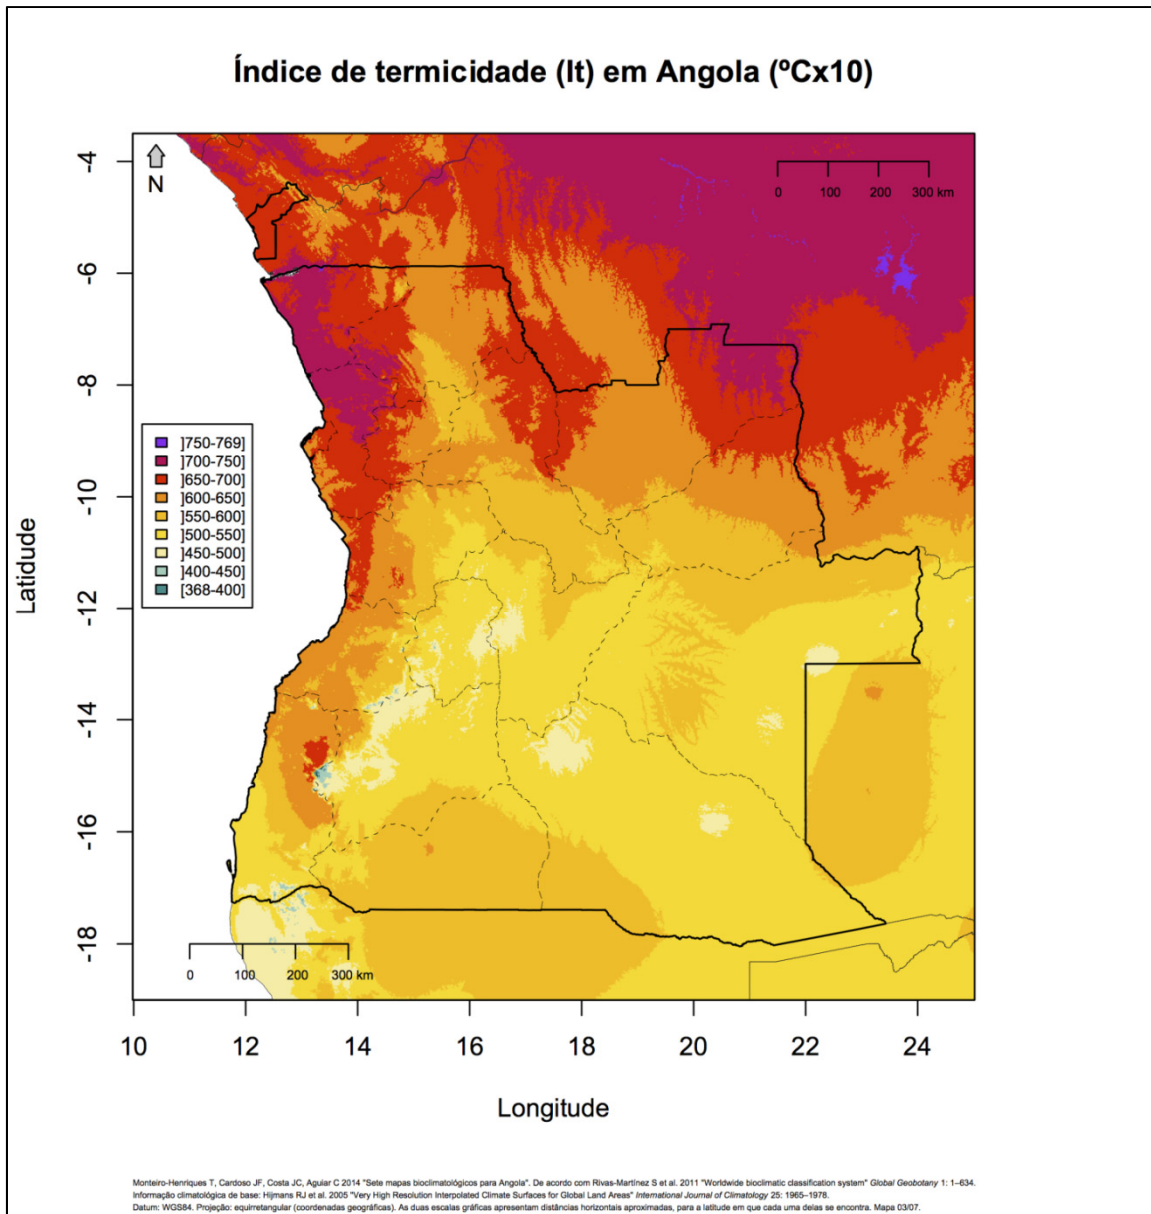 Índice de termicidade (It) em Angola (ºCx10)
-4
N
0 100 200 300 km
-6
-8
]750-769]
]700-750]
]650-700]
]600-650]
]550-600]
]500-550]
]450-500]
]400-450]
[368-400]
-10
Latidude
-12
-14
-16
-18
0 100 200 300 km
10 12 14 16 18 20 22 24
Longitude
Monteiro-Henriques T, Cardoso JF, Costa JC, Aguiar C 2014 "Sete mapas bioclimatológicos para Angola". De acordo com Rivas-Martínez S et al. 2011 "Worldwide bioclimatic classification system" Global Geobotany 1: 1–634.
Informação climatológica de base: Hijmans RJ et al. 2005 "Very High Resolution Interpolated Climate Surfaces for Global Land Areas" International Journal of Climatology 25: 1965–1978.
Datum: WGS84. Projeção: equirretangular (coordenadas geográficas). As duas escalas gráficas apresentam distâncias horizontais aproximadas, para a latitude em que cada uma delas se encontra. Mapa 03/07.